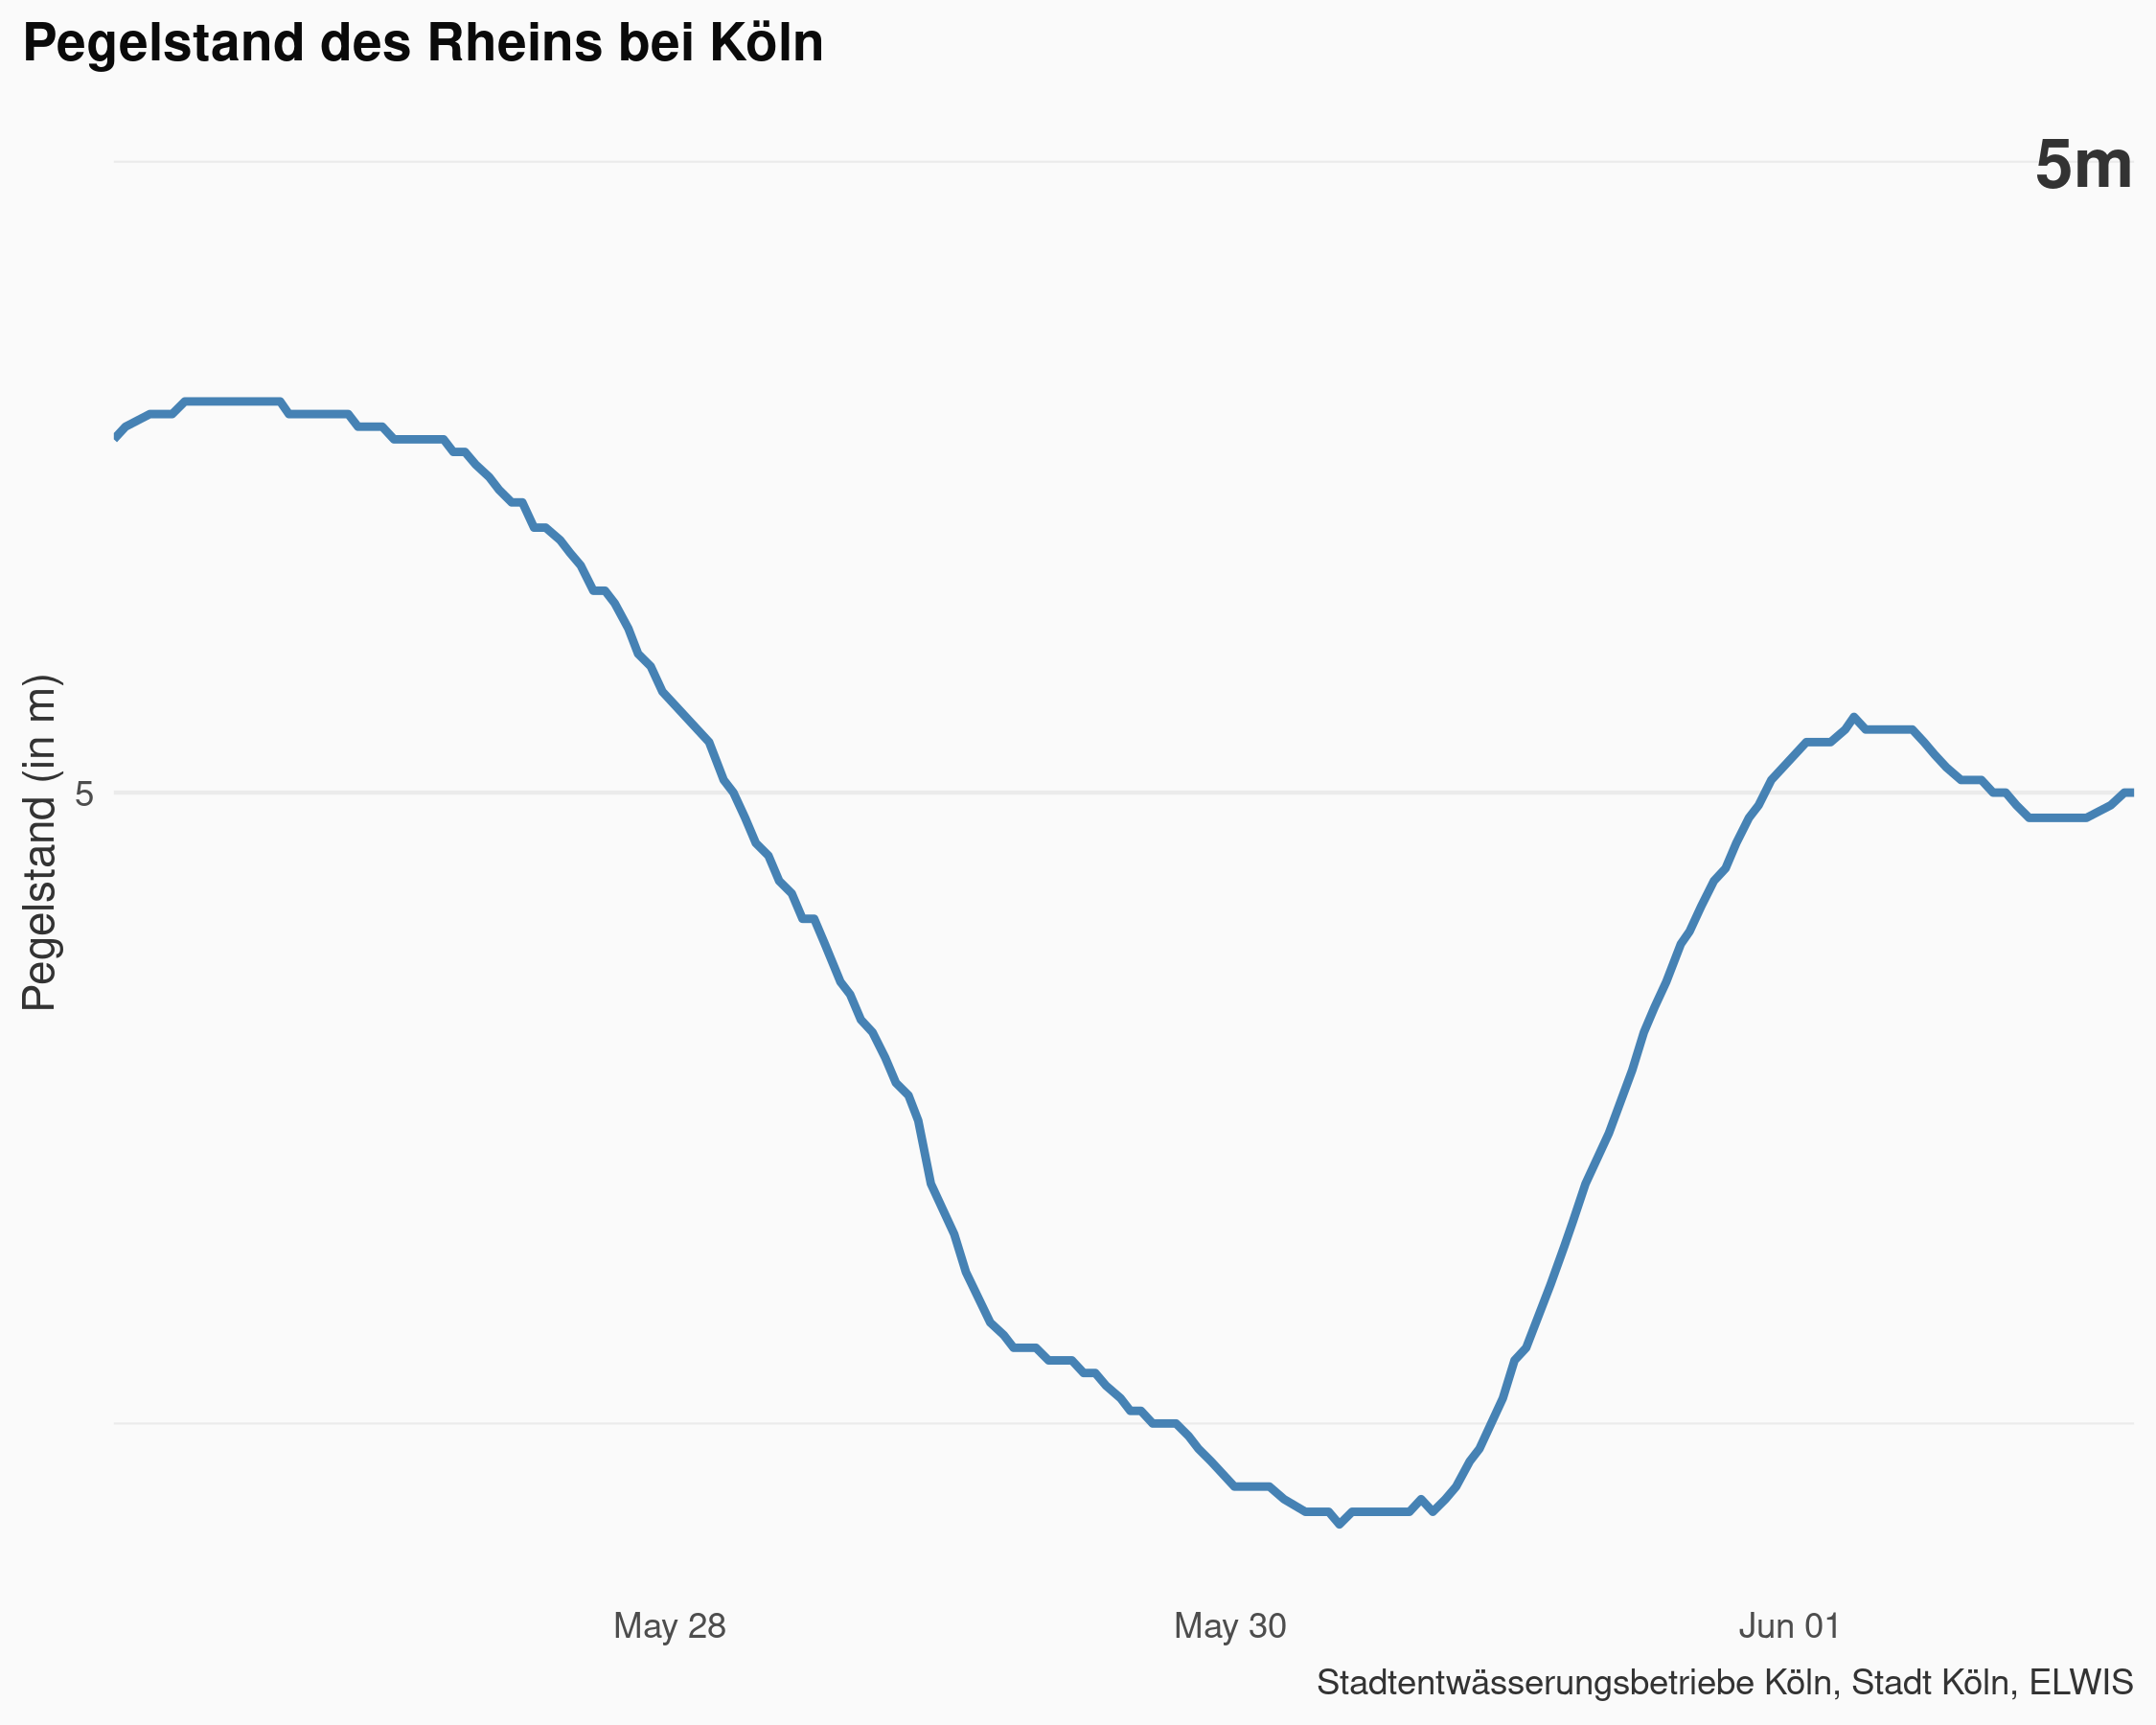 Pegelstand des Rheins bei Köln
5m
Pegelstand (in m)
5
May 28
May 30
Jun 01
Stadtentwässerungsbetriebe Köln, Stadt Köln, ELWIS